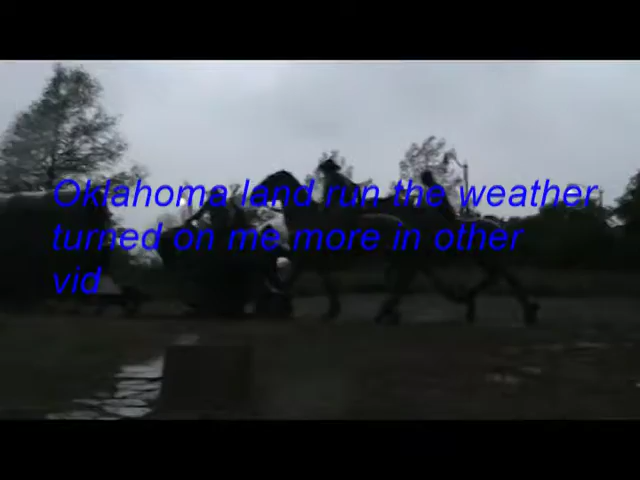 Oklahoma land run the weather
turned on me more in other
vid